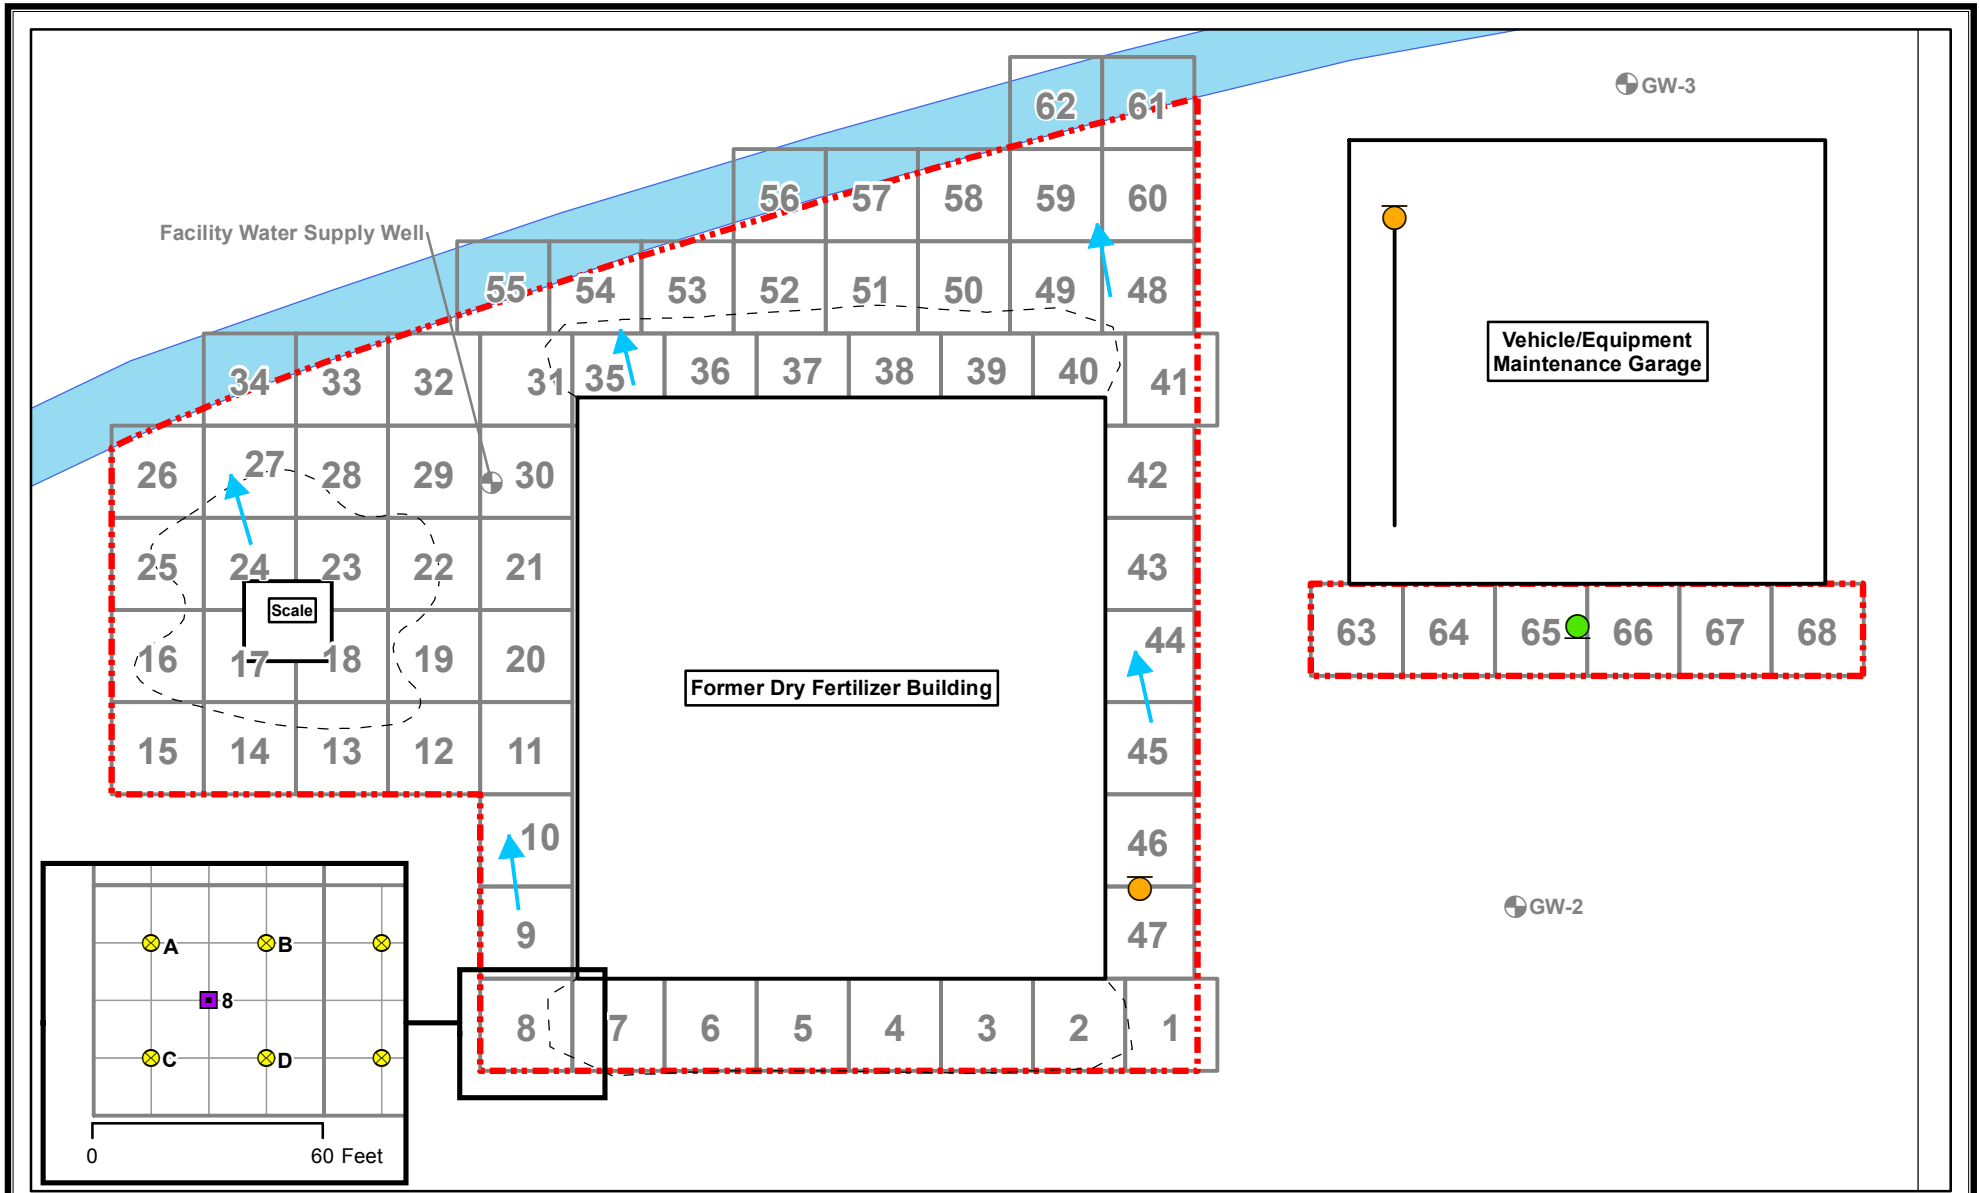 62 61
GW-3
56 57 58 59 60
Facility Water Supply Well
55 54 53 52 51 50 49 48
Vehicle/Equipment
Maintenance Garage
34 33 32 31 35 36 37 38 39 40 41
26 27 28 29 30 42
25 24 23 22 21 43
Scale
16 17 18 19 20 44
63 64 65 66 67 68
Former Dry Fertilizer Building
15 14 13 12 11 45
10 46
GW-2
9 47
A B
8
C D
8 7 6 5 4 3 2 1
0 60 Feet